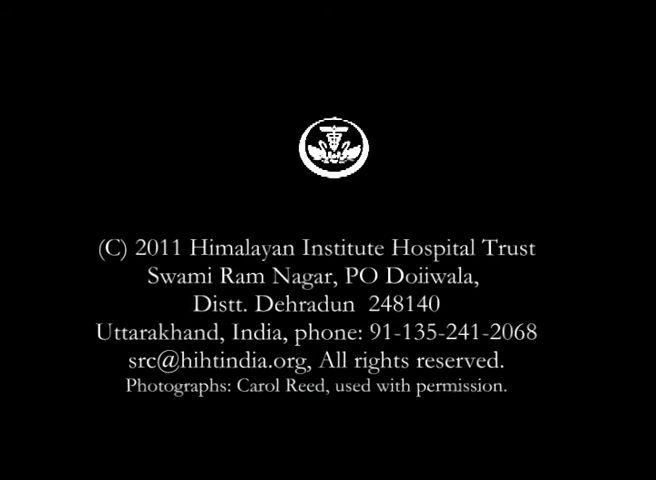 (C) 2011 Himalayan Institute Hospital Trust
Swami Ram Nagar, PO Doiiwala,
Distt. Dehradun 248140
Uttarakhand, India, phone: 91-135-241-2068
src@hihtindia.org, All rights reserved.
Photographs: Carol Reed, used with permission.